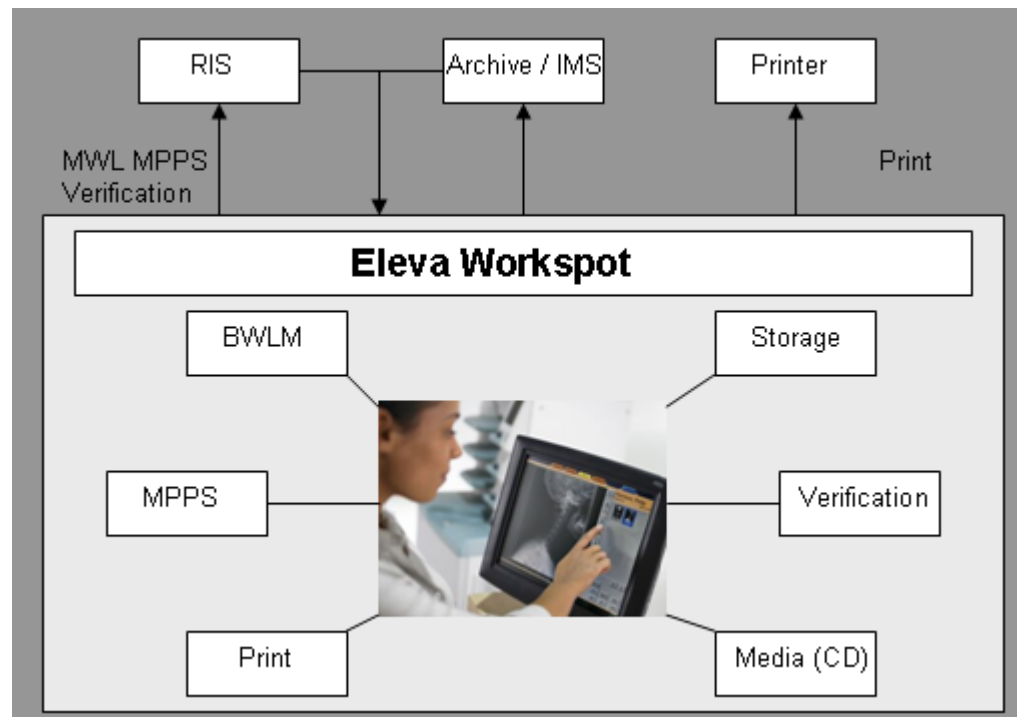 RIS
Archive / IMS
Printer
MWL MPPS
Verification
Print
Eleva Workspot
BWLM
Storage
MPPS
Verification
Print
Media (CD)